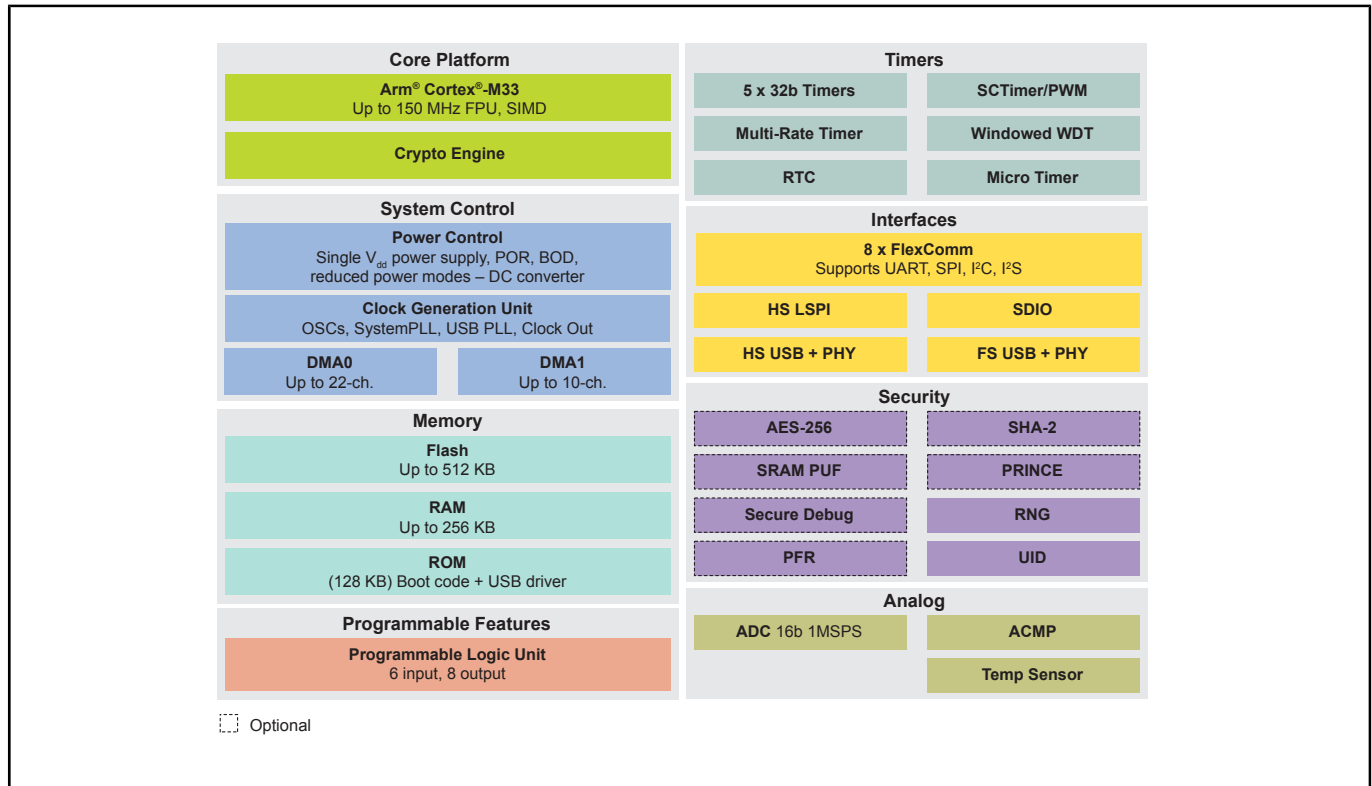 Core Platform
Arm® Cortex®-M33
Up to 150 MHz FPU, SIMD
Crypto Engine
System Control
Power Control
Single Vdd power supply, POR, BOD,
reduced power modes – DC converter
Clock Generation Unit
OSCs, SystemPLL, USB PLL, Clock Out
DMA0
Up to 22-ch.
DMA1
Up to 10-ch.
Memory
Flash
Up to 512 KB
RAM
Up to 256 KB
ROM
(128 KB) Boot code + USB driver
Programmable Features
Programmable Logic Unit
6 input, 8 output
Timers
5 x 32b Timers
SCTimer/PWM
Multi-Rate Timer
Windowed WDT
RTC
Micro Timer
Interfaces
8 x FlexComm
Supports UART, SPI, I²C, I²S
HS LSPI
SDIO
HS USB + PHY
FS USB + PHY
Security
AES-256
SHA-2
SRAM PUF
PRINCE
Secure Debug
RNG
PFR
UID
Analog
ADC 16b 1MSPS
ACMP
Temp Sensor
Optional